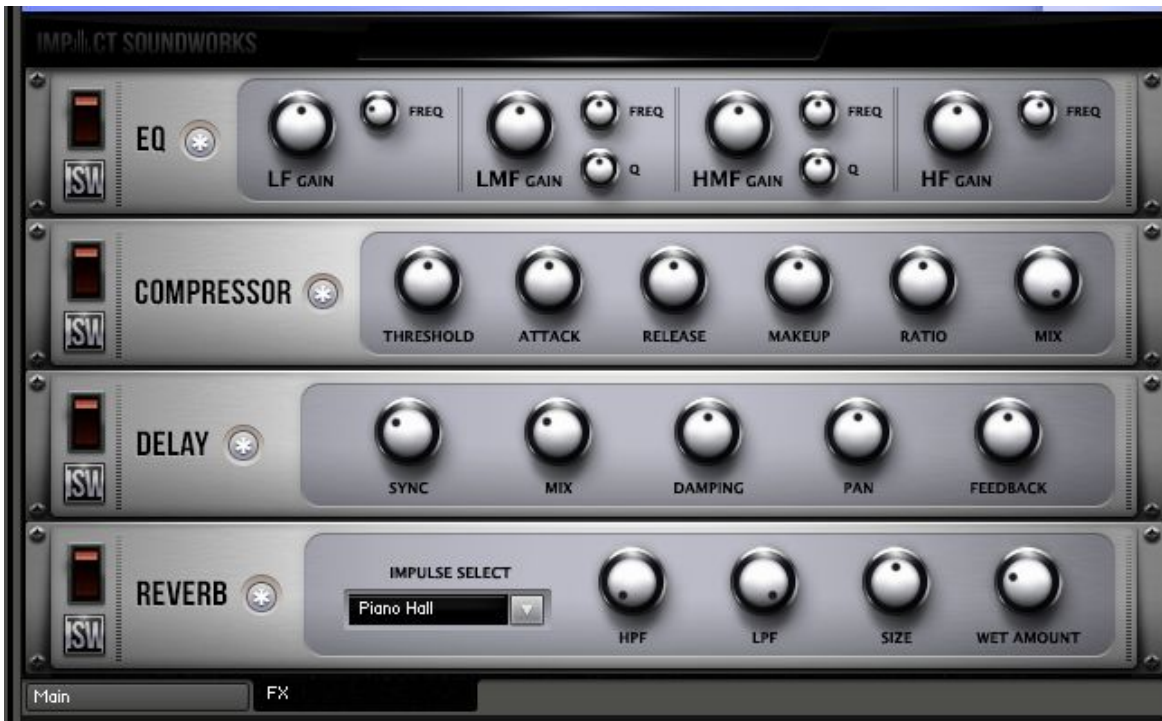 IMPACT SOUNDWORKS
EQ
FREQ
FREQ
FREQ
FREQ
Q
Q
LF GAIN
LMF GAIN
HMF GAIN
HF GAIN
ISW
COMPRESSOR
THRESHOLD
ATTACK
RELEASE
MAKEUP
RATIO
MIX
ISW
DELAY
SYNC
MIX
DAMPING
PAN
FEEDBACK
ISW
REVERB
IMPULSE SELECT
Piano Hall
HPF
LPF
SIZE
WET AMOUNT
ISW
Main
FX